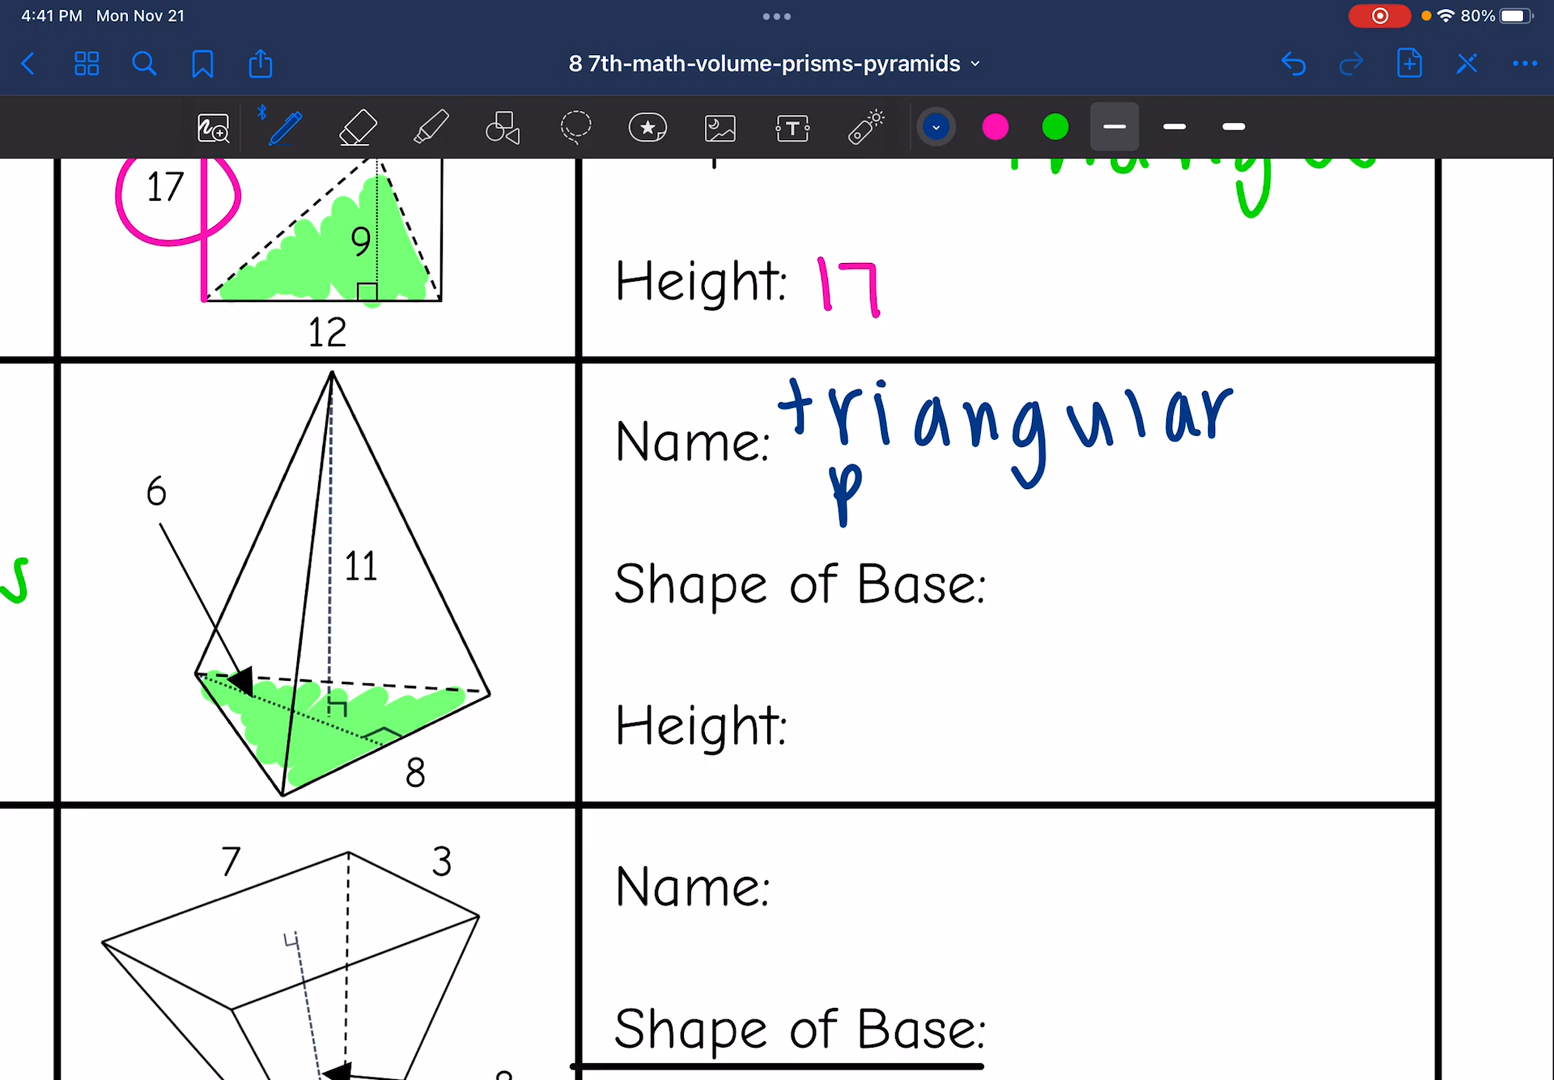 4:41 PM Mon Nov 21
80%
8 7th-math-volume-prisms-pyramids
T
17
9
12
Height: 17
6
11
8
Name: triangular
p
Shape of Base:
Height:
s
7
3
Name:
Shape of Base: